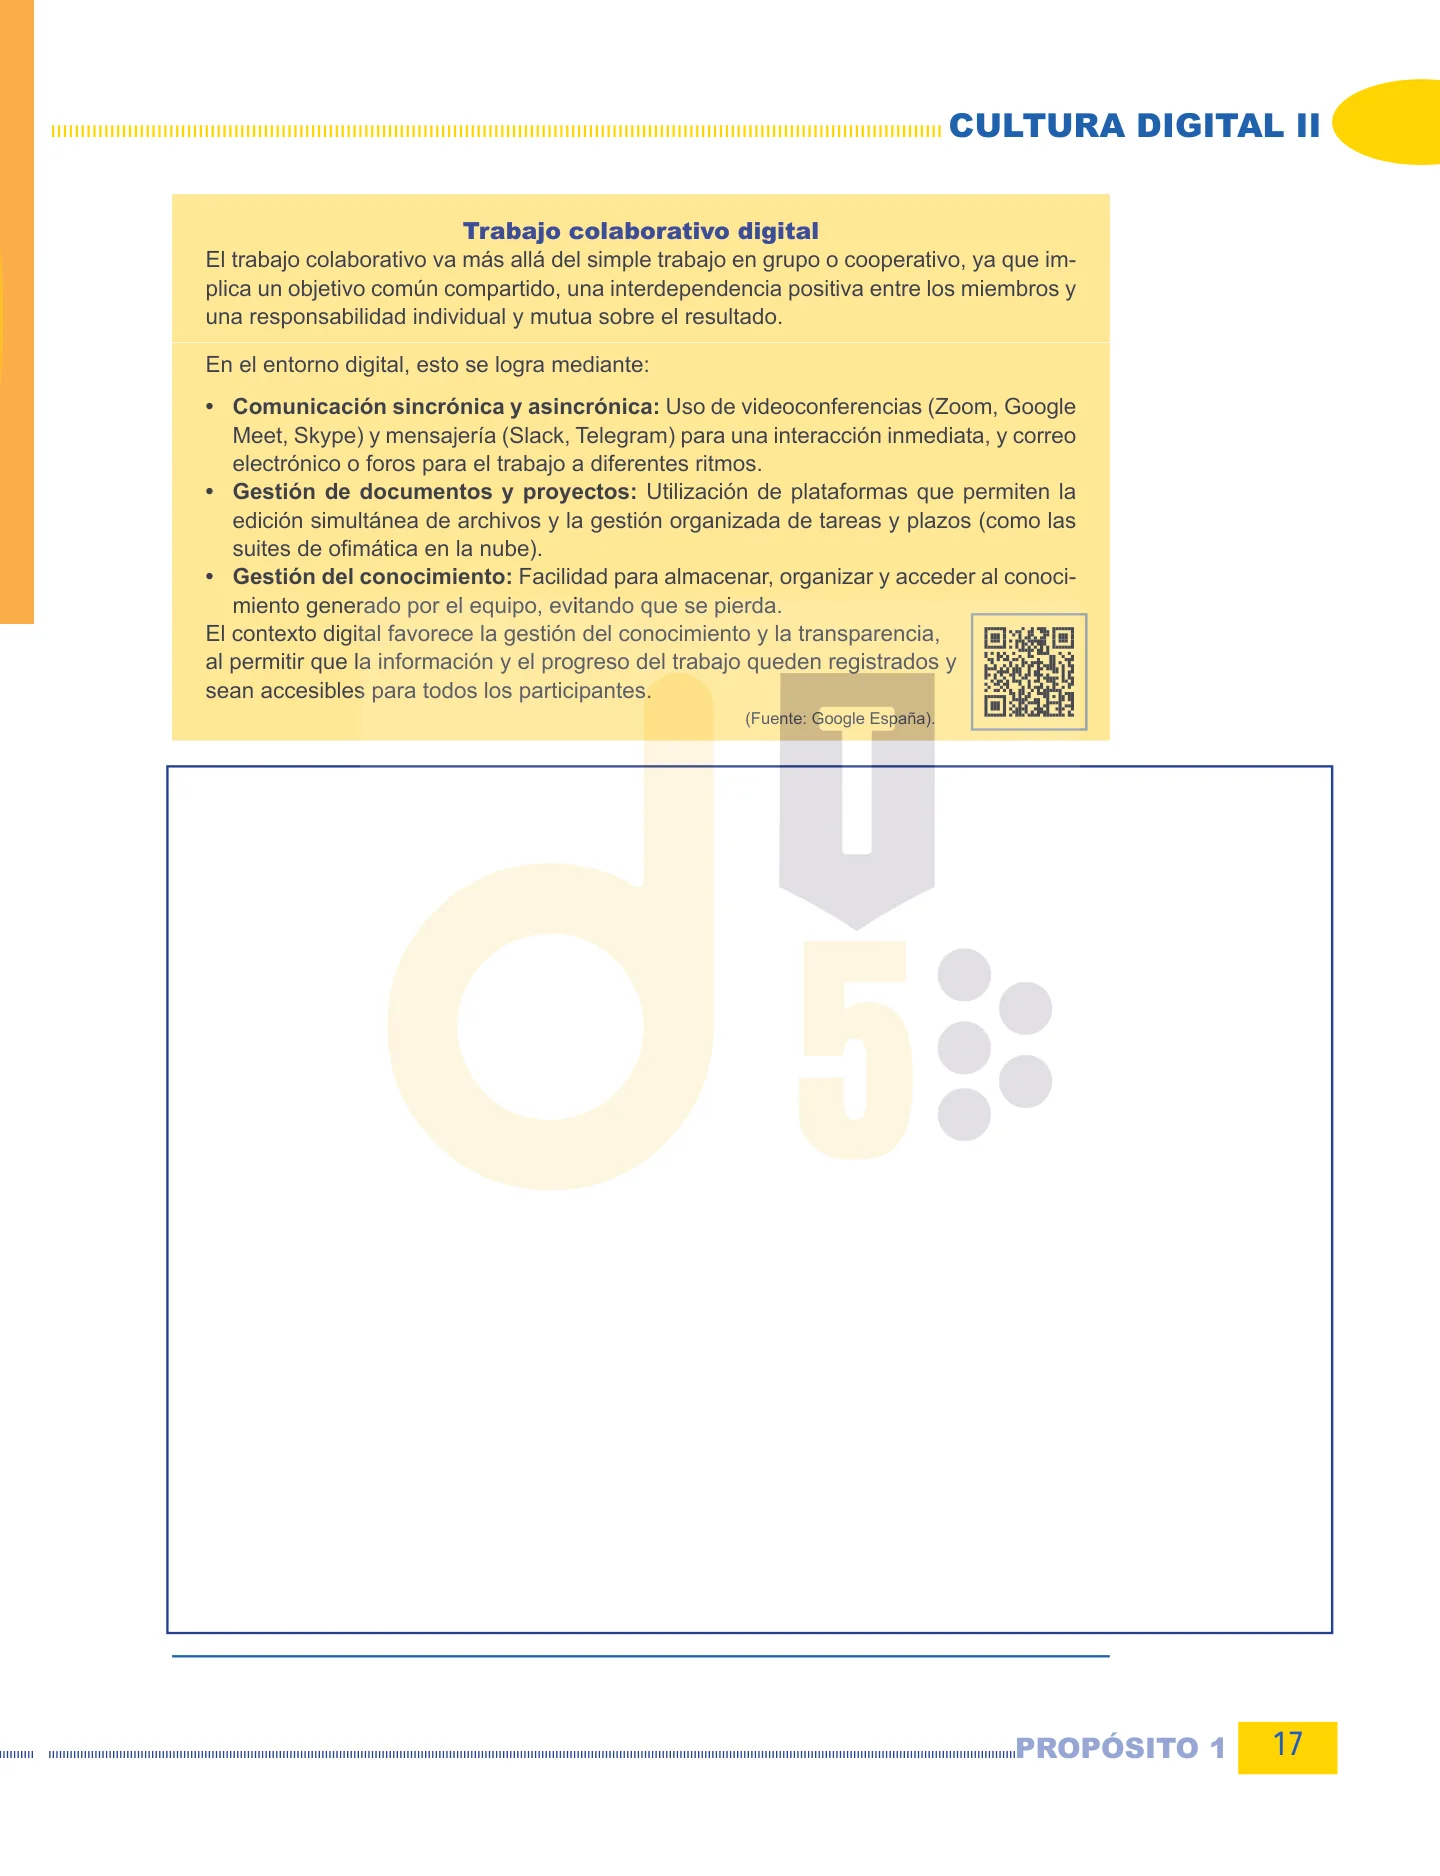 CULTURA DIGITAL II
Trabajo colaborativo digital
El trabajo colaborativo va más allá del simple trabajo en grupo o cooperativo, ya que im-
plica un objetivo común compartido, una interdependencia positiva entre los miembros y
una responsabilidad individual y mutua sobre el resultado.
En el entorno digital, esto se logra mediante:
• Comunicación sincrónica y asincrónica: Uso de videoconferencias (Zoom, Google
Meet, Skype) y mensajería (Slack, Telegram) para una interacción inmediata, y correo
electrónico o foros para el trabajo a diferentes ritmos.
• Gestión de documentos y proyectos: Utilización de plataformas que permiten la
edición simultánea de archivos y la gestión organizada de tareas y plazos (como las
suites de ofimática en la nube).
• Gestión del conocimiento: Facilidad para almacenar, organizar y acceder al conoci-
miento generado por el equipo, evitando que se pierda.
El contexto digital favorece la gestión del conocimiento y la transparencia,
al permitir que la información y el progreso del trabajo queden registrados y
sean accesibles para todos los participantes.
(Fuente: Google España).
d
5
PROPÓSITO 1
17